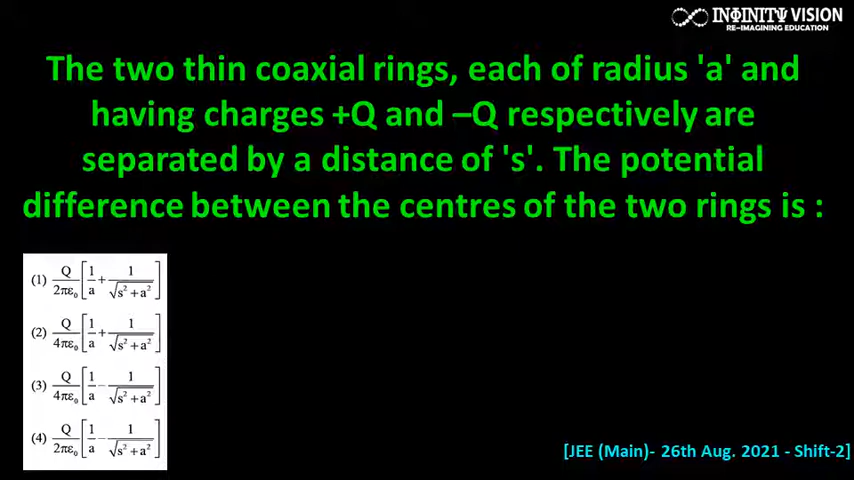 INΦINITΨ VISION
RE-IMAGINING EDUCATION
The two thin coaxial rings, each of radius 'a' and
having charges +Q and –Q respectively are
separated by a distance of 's'. The potential
difference between the centres of the two rings is :
(1) Q/2πε₀ [1/a + 1/√(s²+a²)]
(2) Q/4πε₀ [1/a + 1/√(s²+a²)]
(3) Q/4πε₀ [1/a − 1/√(s²+a²)]
(4) Q/2πε₀ [1/a − 1/√(s²+a²)]
[JEE (Main)- 26th Aug. 2021 - Shift-2]